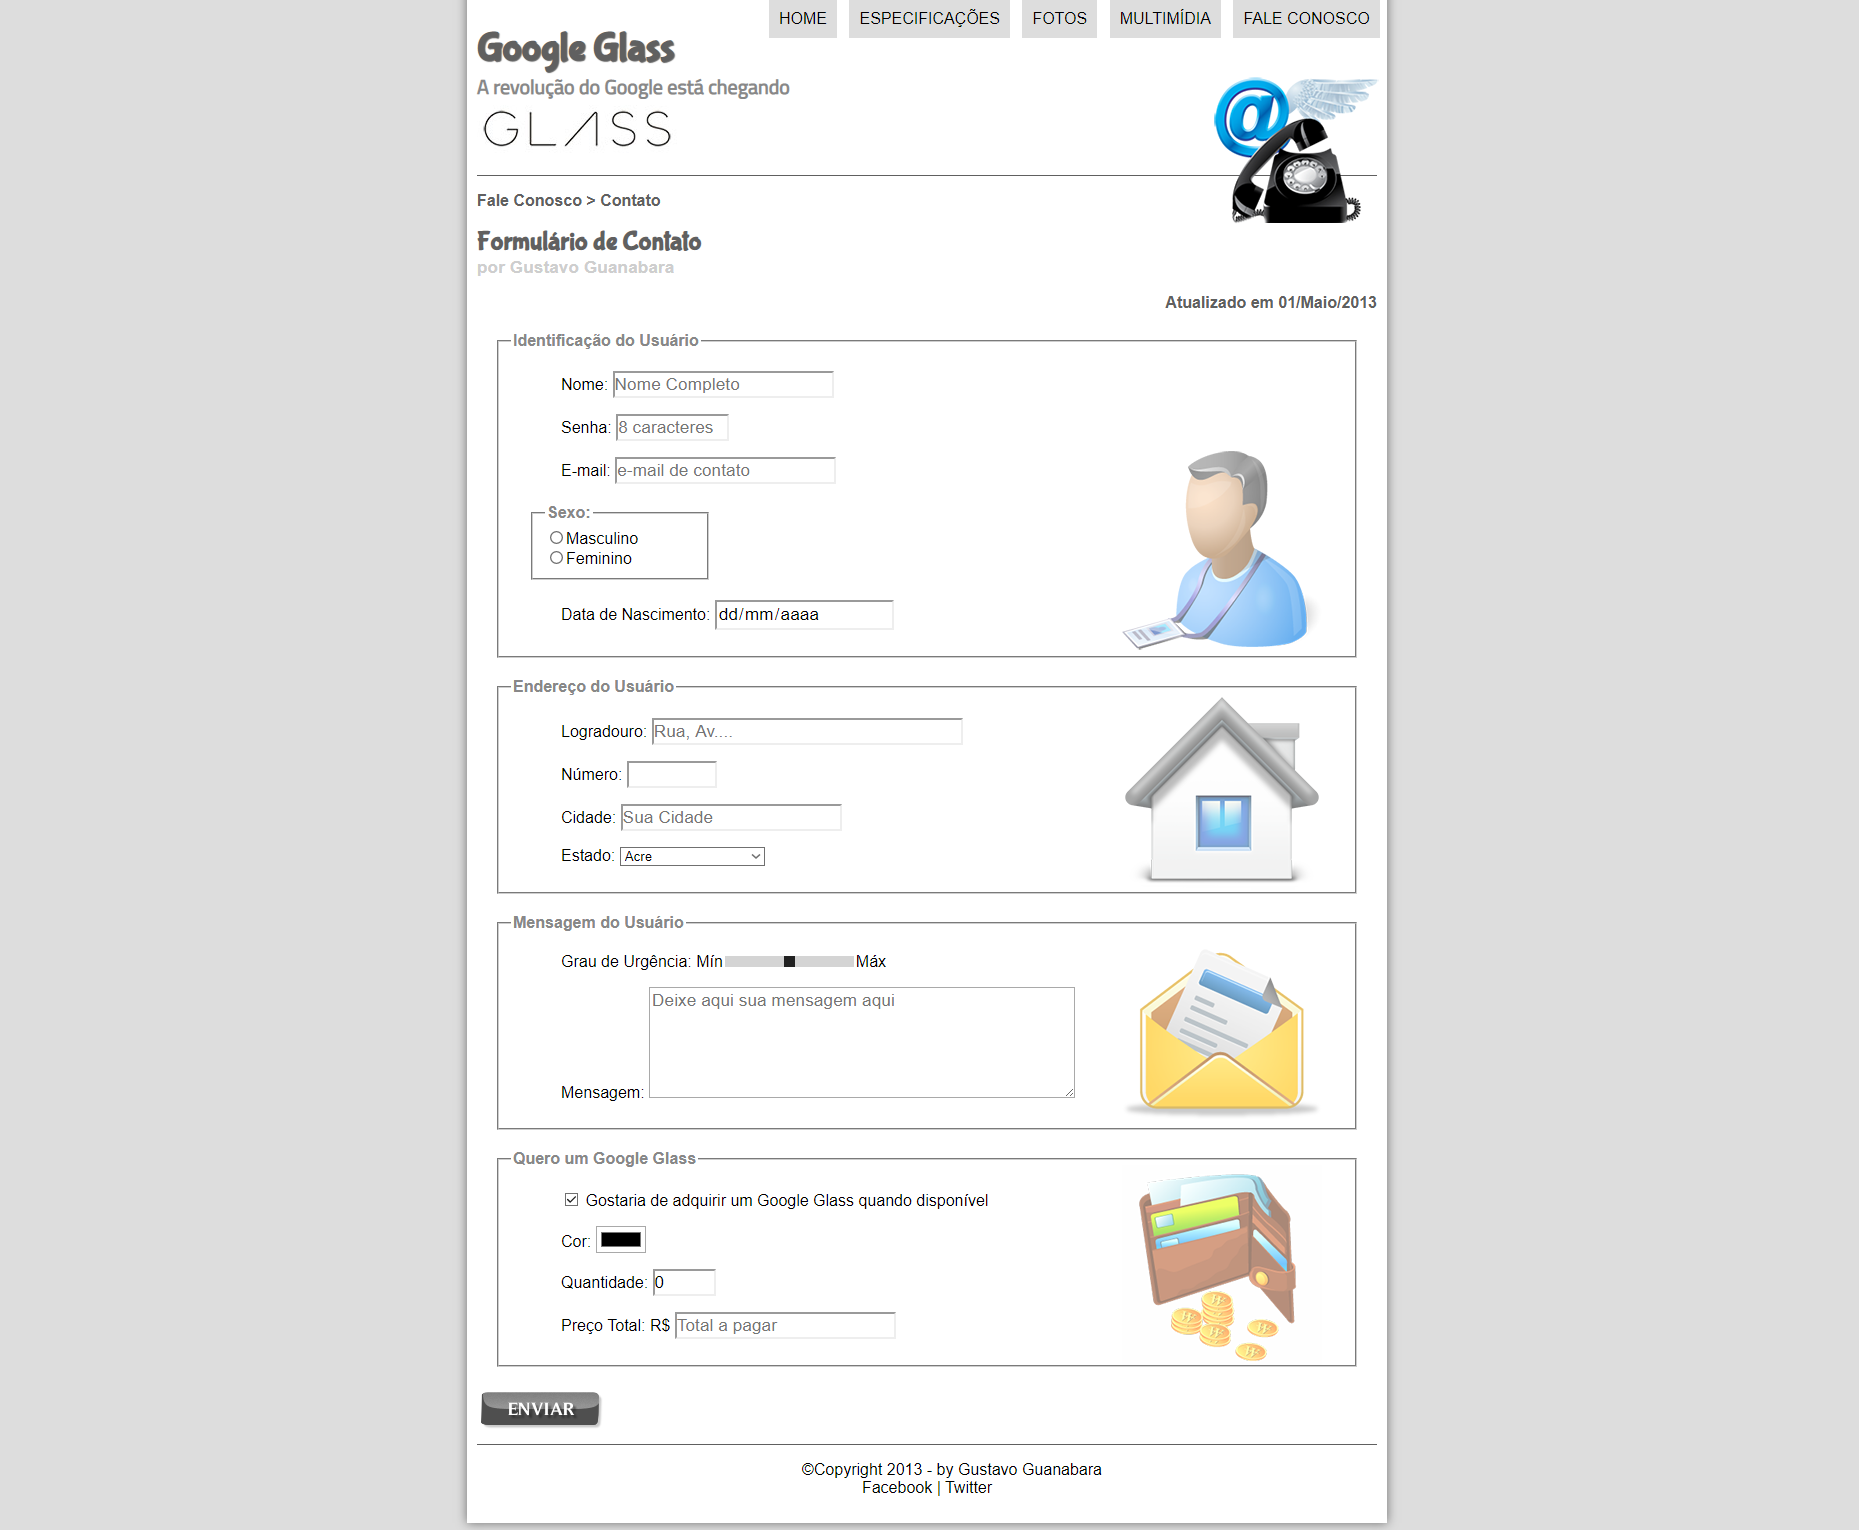 HOME ESPECIFICAÇÕES FOTOS MULTIMÍDIA FALE CONOSCO
Google Glass
A revolução do Google está chegando
GLASS
Fale Conosco > Contato
Formulário de Contato
por Gustavo Guanabara
Atualizado em 01/Maio/2013
Identificação do Usuário
Nome: Nome Completo
Senha: 8 caracteres
E-mail: e-mail de contato
Sexo:
Masculino
Feminino
Data de Nascimento: dd/mm/aaaa
Endereço do Usuário
Logradouro: Rua, Av....
Número:
Cidade: Sua Cidade
Estado: Acre
Mensagem do Usuário
Grau de Urgência: Mín Máx
Deixe aqui sua mensagem aqui
Mensagem:
Quero um Google Glass
Gostaria de adquirir um Google Glass quando disponível
Cor:
Quantidade: 0
Preço Total: R$ Total a pagar
ENVIAR
©Copyright 2013 - by Gustavo Guanabara
Facebook | Twitter